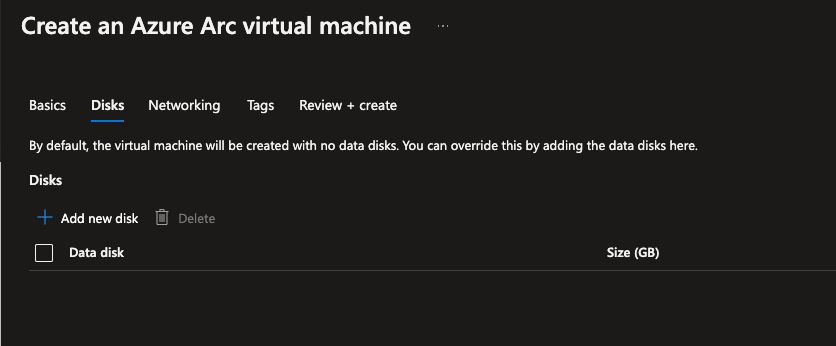 Create an Azure Arc virtual machine ...
Basics Disks Networking Tags Review + create
By default, the virtual machine will be created with no data disks. You can override this by adding the data disks here.
Disks
Add new disk Delete
Data disk Size (GB)